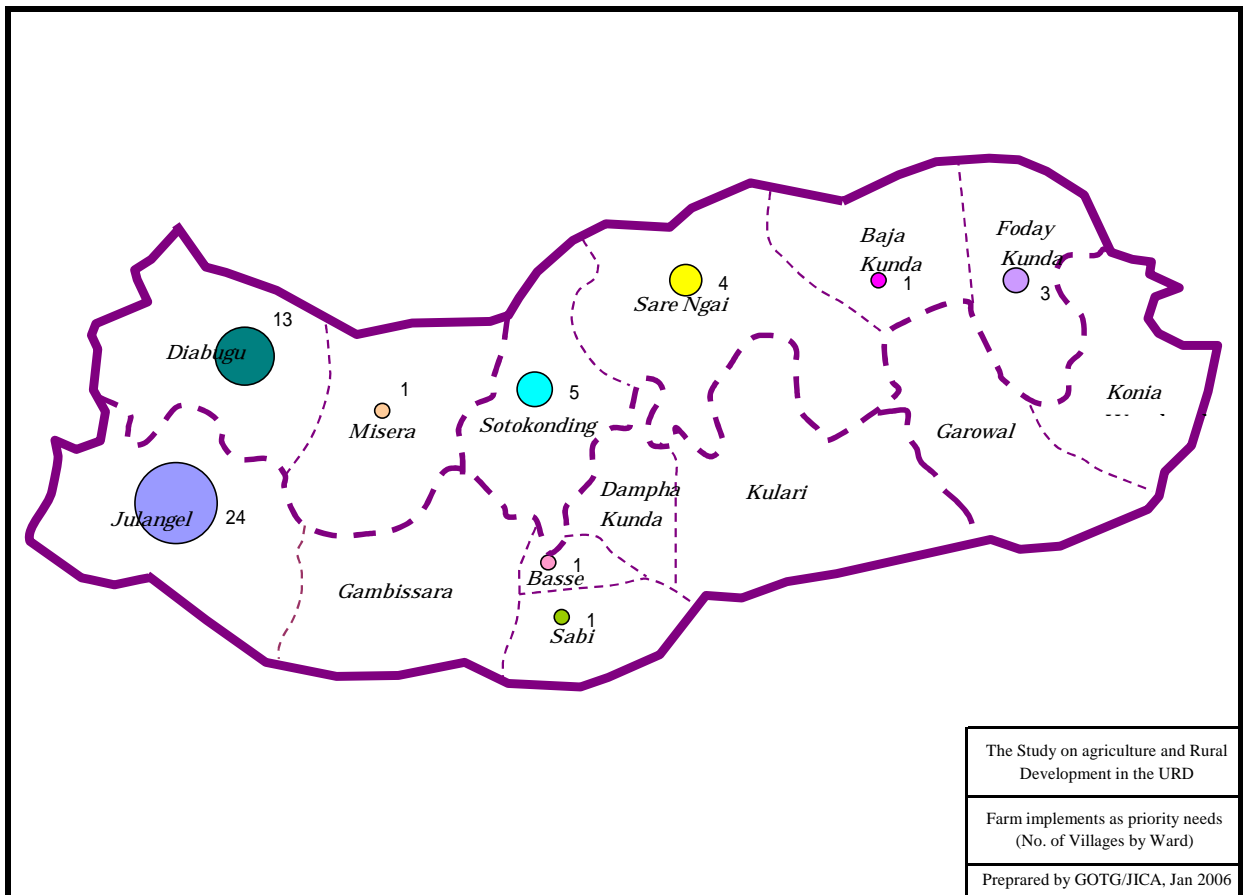 Foday
Kunda
3
Baja
Kunda
1
4
Sare Ngai
13
Diabugu
1
Misera
5
Sotokonding
Konia
Garowal
Dampha
Kunda
Kulari
Julangel
24
1
Basse
Gambissara
1
Sabi
The Study on agriculture and Rural
Development in the URD
Farm implements as priority needs
(No. of Villages by Ward)
Preprared by GOTG/JICA, Jan 2006